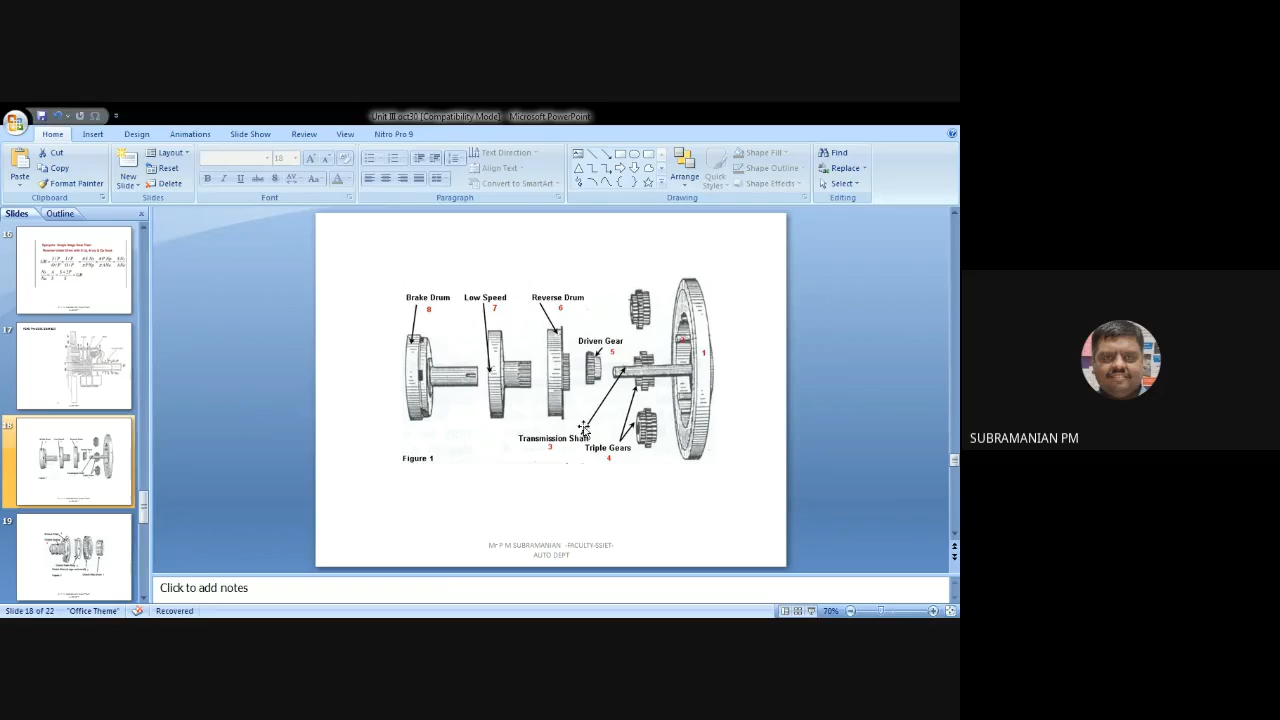 Unit III oct30 [Compatibility Mode] - Microsoft PowerPoint
Home Insert Design Animations Slide Show Review View Nitro Pro 9
Paste
Cut
Copy
Format Painter
Clipboard
New Slide
Layout
Reset
Delete
Slides
18
Font
Text Direction
Align Text
Convert to SmartArt
Paragraph
Arrange
Quick Styles
Shape Fill
Shape Outline
Shape Effects
Drawing
Find
Replace
Select
Editing
Slides Outline
16
17
18
19
Brake Drum
8
Low Speed
7
Reverse Drum
6
Driven Gear
5
1
2
Transmission Shaft
3
Triple Gears
4
Figure 1
Mr P M SUBRAMANIAN -FACULTY-SSIET-
AUTO DEPT
Click to add notes
Slide 18 of 22 "Office Theme" Recovered 70%
SUBRAMANIAN PM